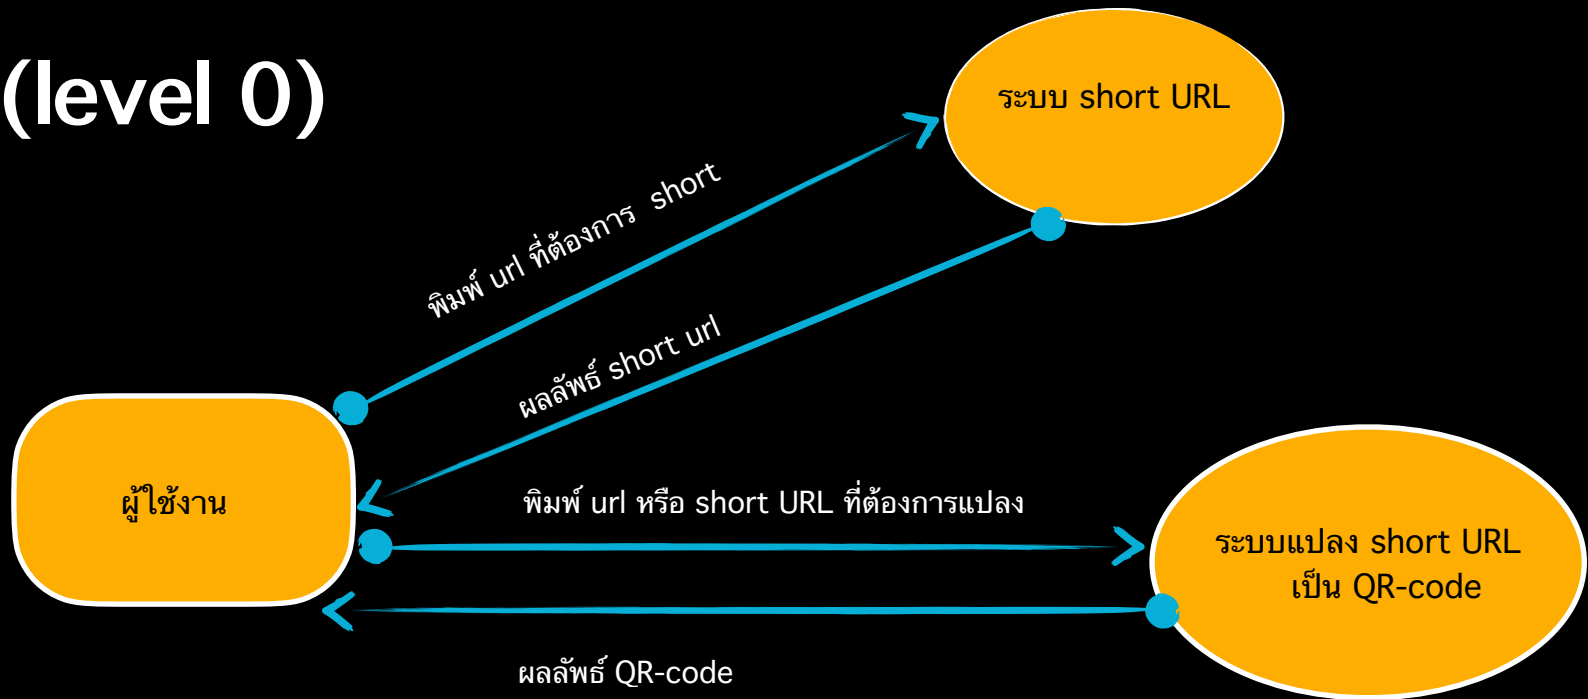 (level 0)
ระบบ short URL
พิมพ์ url ที่ต้องการ short
ผลลัพธ์ short url
ผู้ใช้งาน
พิมพ์ url หรือ short URL ที่ต้องการแปลง
ระบบแปลง short URL
เป็น QR-code
ผลลัพธ์ QR-code